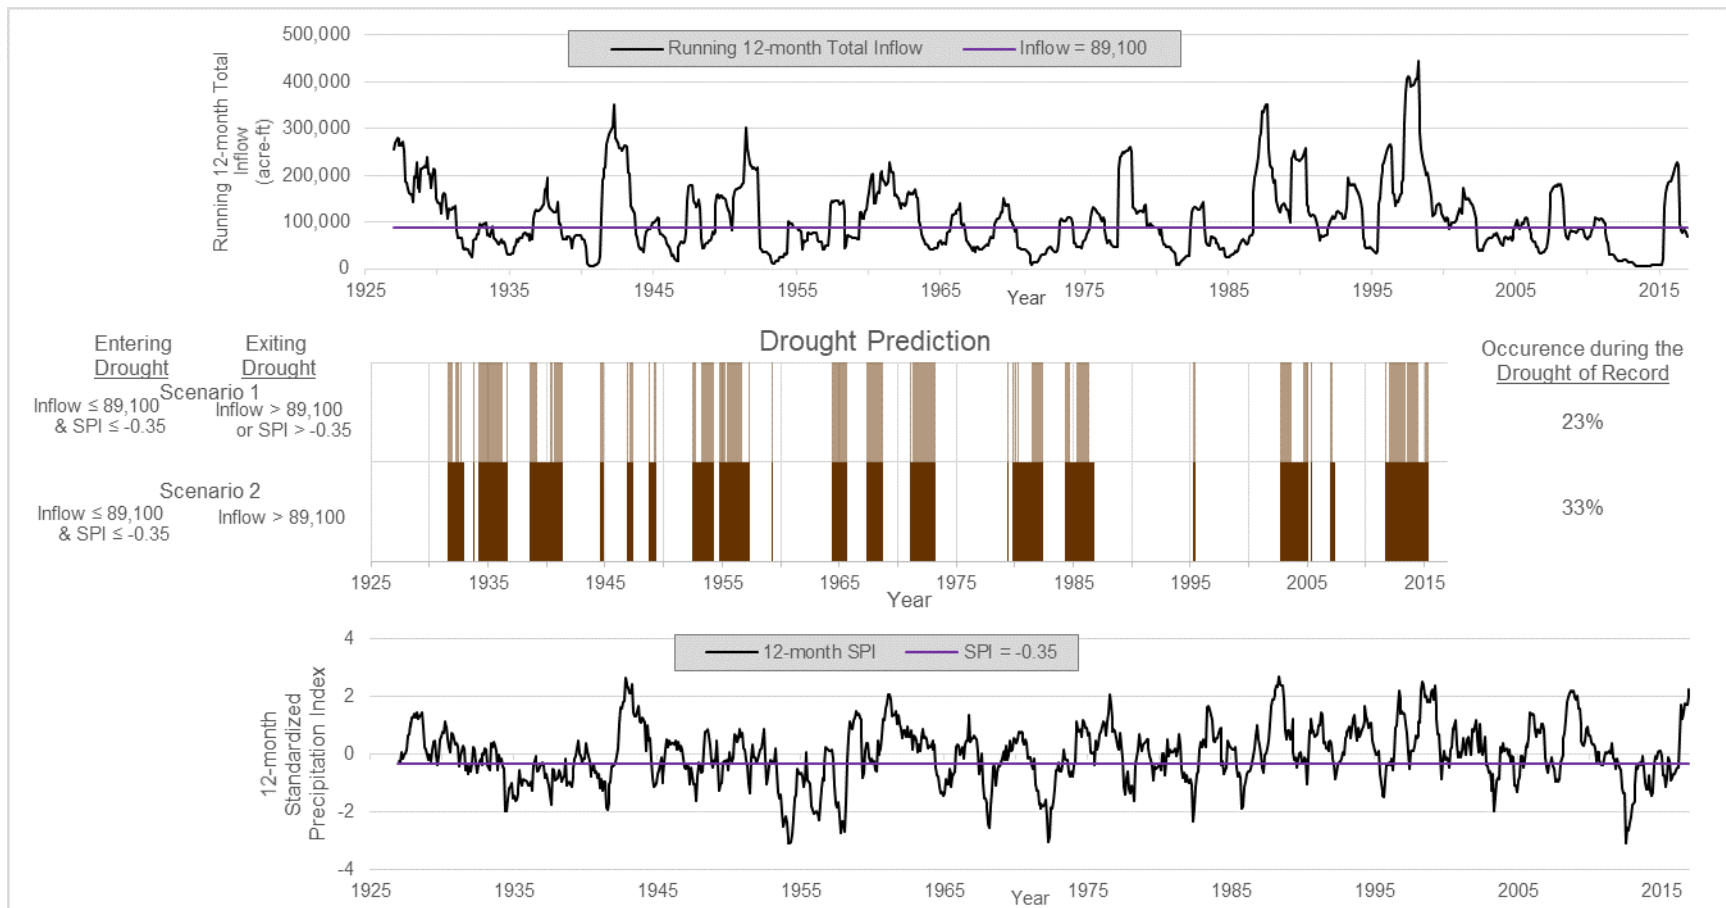 500,000
400,000
300,000
200,000
100,000
0
Running 12-month Total
Inflow
(acre-ft)
Running 12-month Total Inflow
Inflow = 89,100
1925
1935
1945
1955
1965
1975
1985
1995
2005
2015
Year
Drought Prediction
Entering
Drought
Exiting
Drought
Occurence during the
Drought of Record
Scenario 1
Inflow ≤ 89,100
& SPI ≤ -0.35
Inflow > 89,100
or SPI > -0.35
23%
Scenario 2
Inflow ≤ 89,100
& SPI ≤ -0.35
Inflow > 89,100
33%
1925
1935
1945
1955
1965
1975
1985
1995
2005
2015
Year
4
2
0
-2
-4
12-month
Standardized
Precipitation Index
12-month SPI
SPI = -0.35
1925
1935
1945
1955
1965
1975
1985
1995
2005
2015
Year